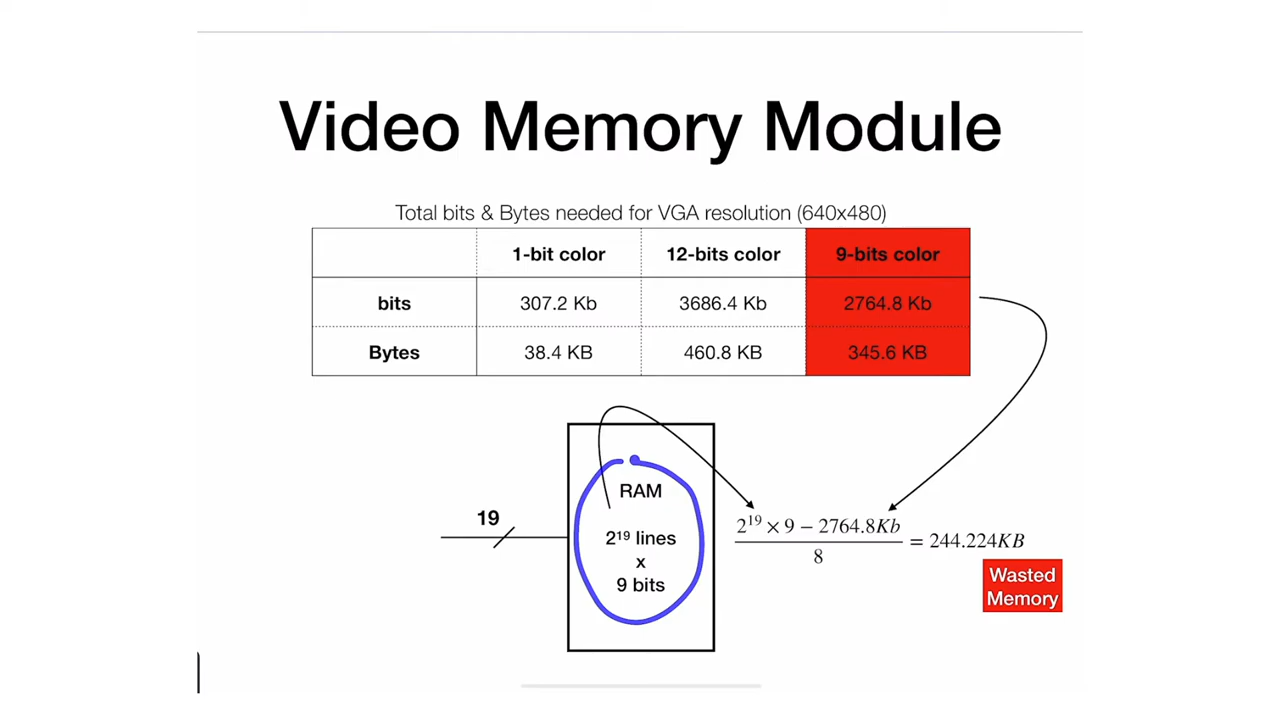 Video Memory Module
Total bits & Bytes needed for VGA resolution (640x480)
1-bit color 12-bits color 9-bits color
bits 307.2 Kb 3686.4 Kb 2764.8 Kb
Bytes 38.4 KB 460.8 KB 345.6 KB
19
RAM
2¹⁹ lines
x
9 bits
2¹⁹ × 9 − 2764.8Kb
8
= 244.224KB
Wasted
Memory